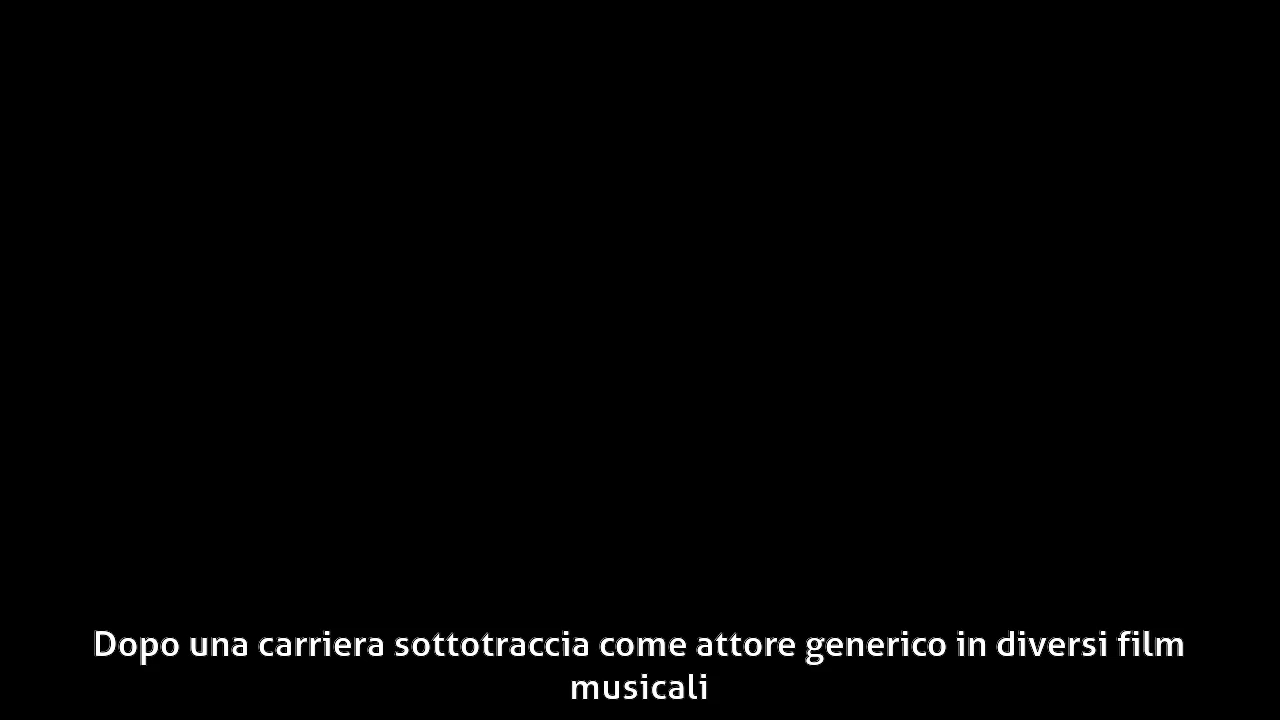 Dopo una carriera sottotraccia come attore generico in diversi film
musicali